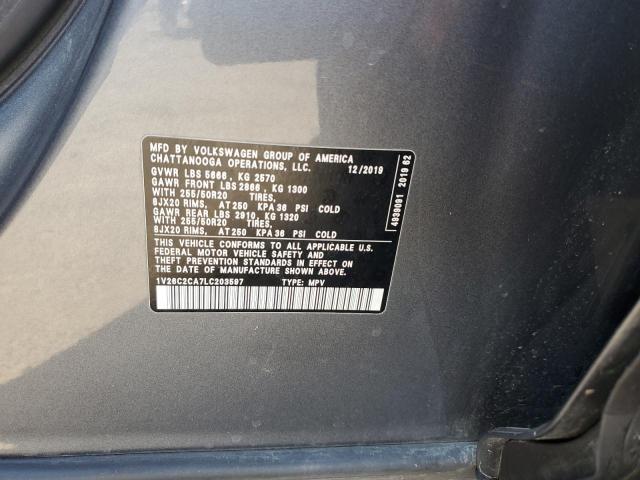 MFD BY VOLKSWAGEN GROUP OF AMERICA
CHATTANOOGA OPERATIONS, LLC. 12/2019
GVWR LBS 5666, KG 2570
GAWR FRONT LBS 2866, KG 1300
WITH 255/50R20 TIRES,
8JX20 RIMS, AT 250 KPA 36 PSI COLD
GAWR REAR LBS 2910, KG 1320
WITH 255/50R20 TIRES,
8JX20 RIMS, AT 250 KPA 36 PSI COLD
THIS VEHICLE CONFORMS TO ALL APPLICABLE U.S.
FEDERAL MOTOR VEHICLE SAFETY AND
THEFT PREVENTION STANDARDS IN EFFECT ON
THE DATE OF MANUFACTURE SHOWN ABOVE.
1V26C2CA7LC203597 TYPE: MPV
4939091 2019 62